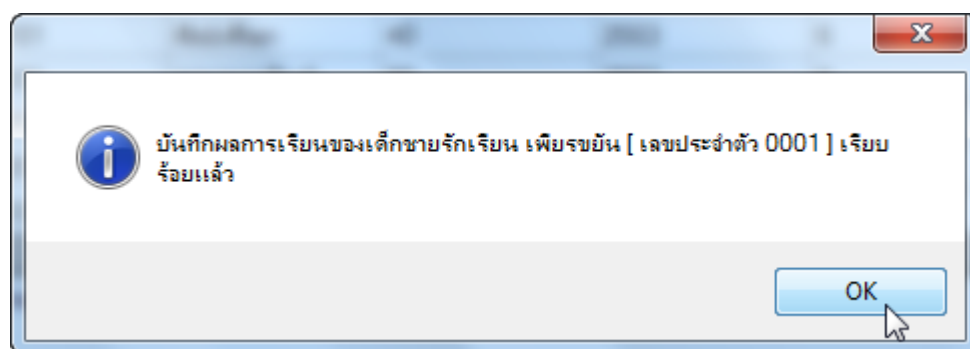 บันทึกผลการเรียนของเด็กชายรักเรียน เพียรขยัน [ เลขประจำตัว 0001 ] เรียบ
ร้อยแล้ว
OK